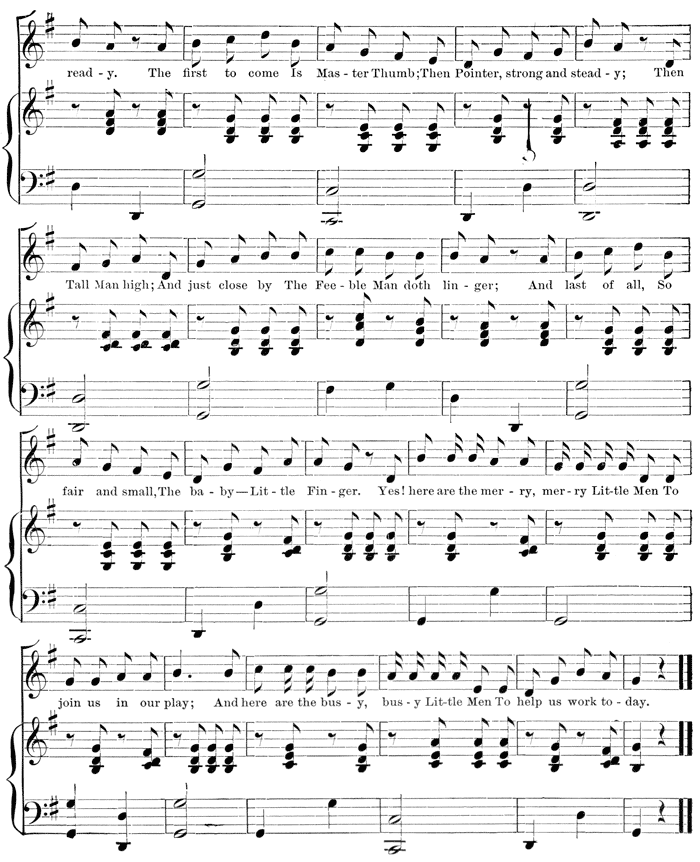 read - y. The first to come Is Mas - ter Thumb; Then Pointer, strong and stead - y; Then
Tall Man high; And just close by The Fee - ble Man doth lin - ger; And last of all, So
fair and small, The ba - by — Lit - tle Fin - ger. Yes! here are the mer - ry, mer - ry Lit-tle Men To
join us in our play; And here are the bus - y, bus - y Lit-tle Men To help us work to - day.